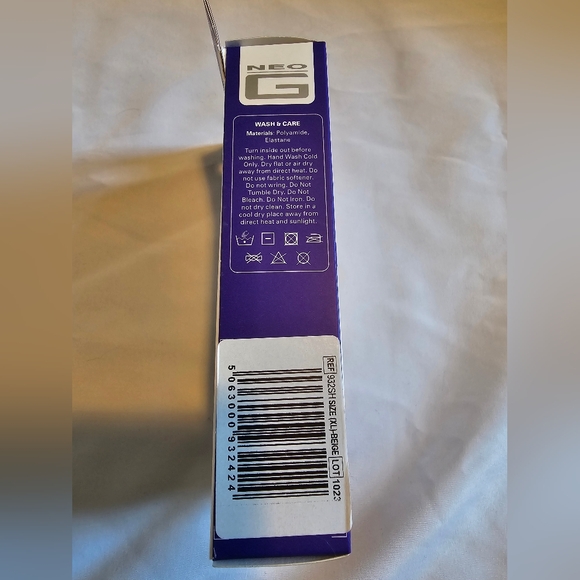 NEO
G
WASH & CARE
Materials: Polyamide,
Elastane
Turn inside out before
washing. Hand Wash Cold
Only. Dry flat or air dry
away from direct heat. Do
not use fabric softener.
Do not wring. Do Not
Tumble Dry. Do Not
Bleach. Do Not Iron. Do
not dry clean. Store in a
cool dry place away from
direct heat and sunlight.
REF 932SH SIZE (XL)-BEIGE LOT 1023
5 063000 932424